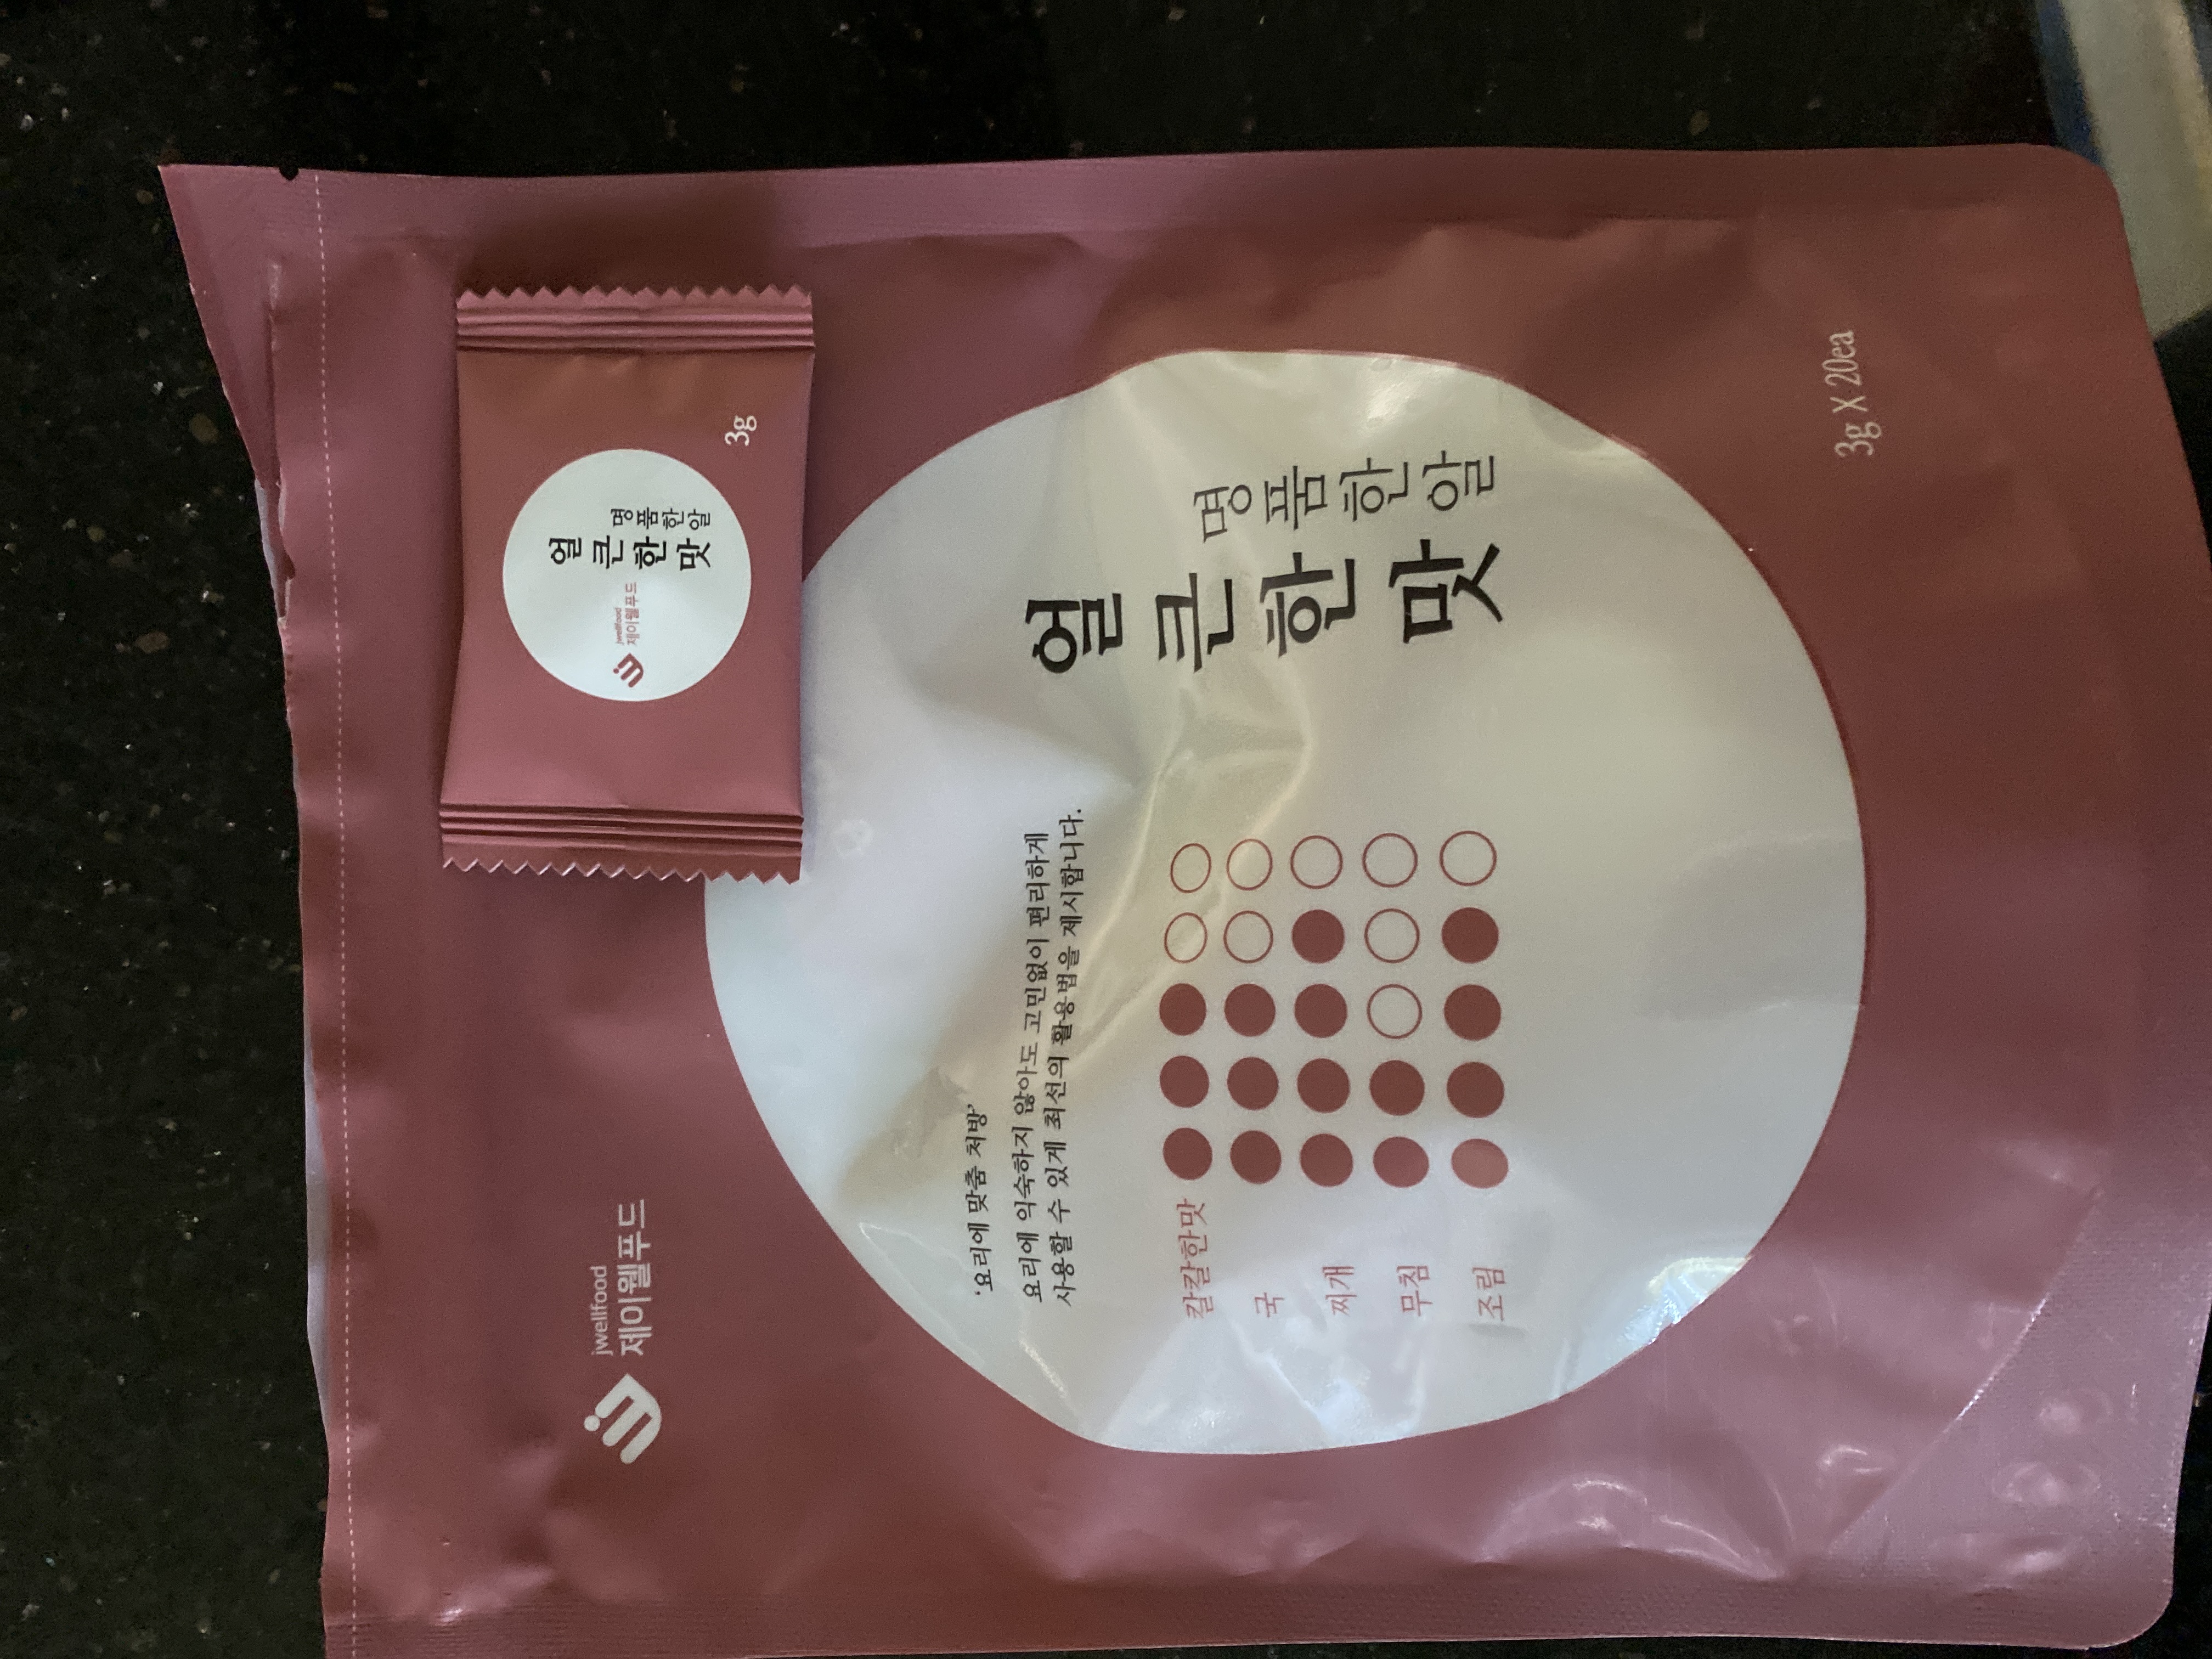 jwellfood
제이웰푸드
명품한알
얼큰한맛
3g
jwellfood
제이웰푸드
'요리에 맞춤 처방'
요리에 익숙하지 않아도 고민없이 편리하게
사용할 수 있게 최선의 활용법을 제시합니다.
명품한알
얼큰한맛
칼칼한맛
국
찌개
무침
조림
3g X 20ea